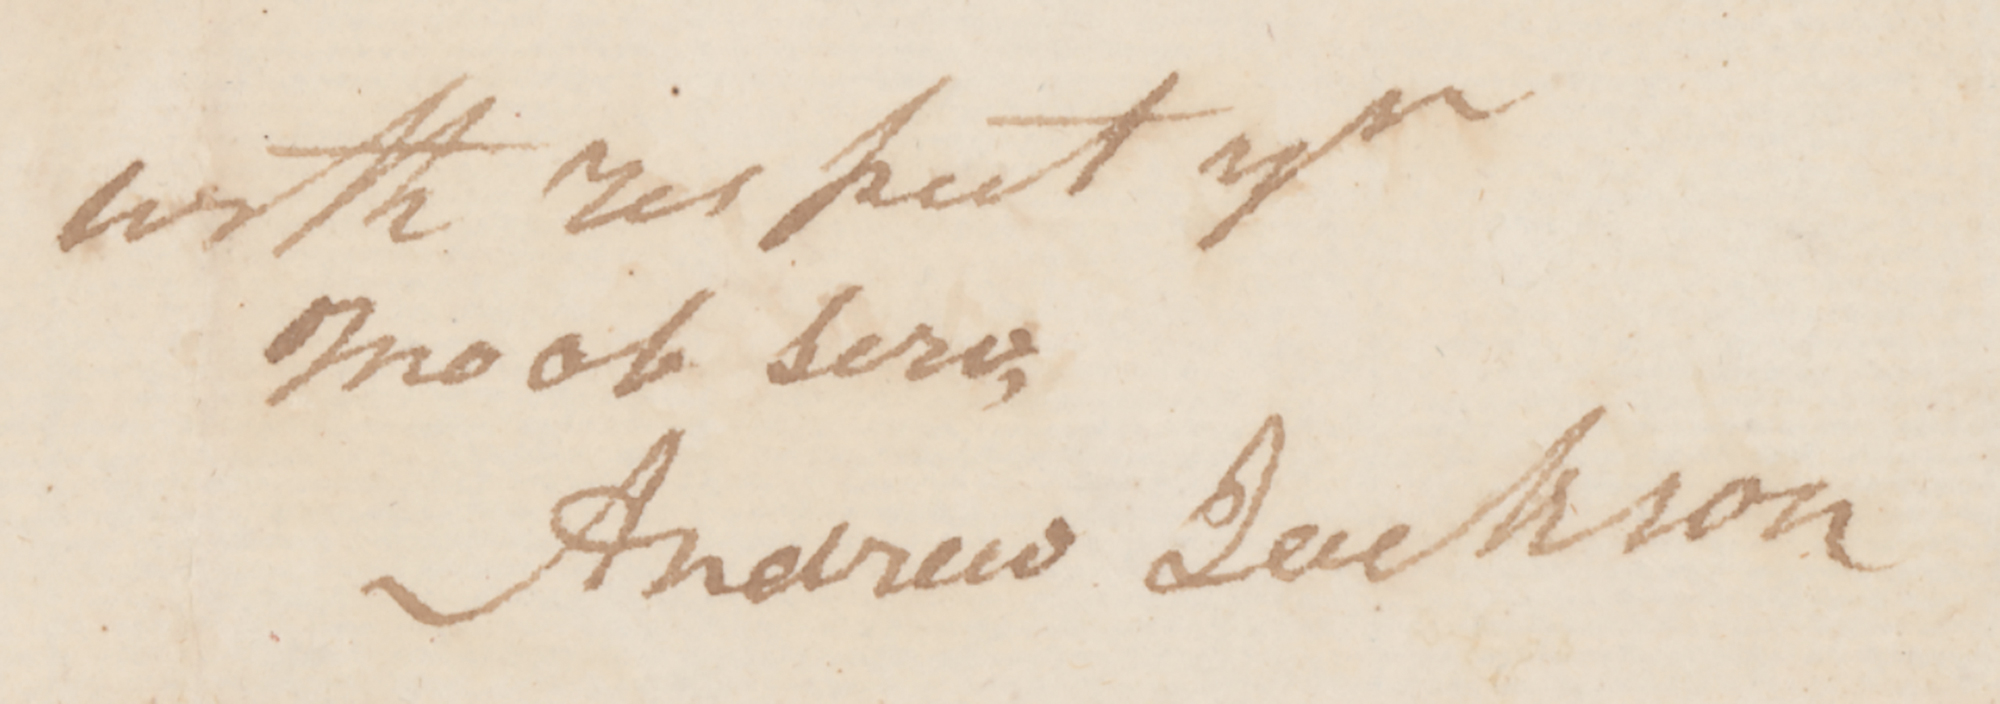 with respect yr
mo ob serv,
Andrew Jackson